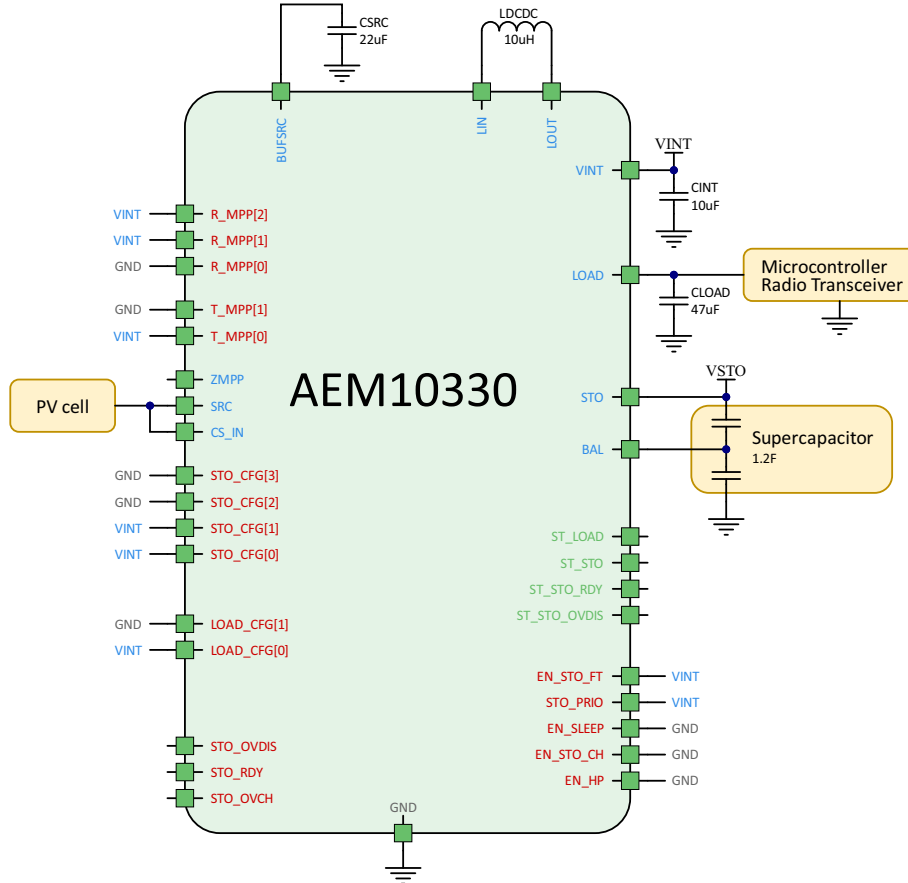 CSRC
22uF
LDCDC
10uH
BUFSRC
LIN
LOUT
VINT
VINT
CINT
10uF
VINT R_MPP[2]
VINT R_MPP[1]
GND R_MPP[0]
LOAD
Microcontroller
Radio Transceiver
CLOAD
47uF
GND T_MPP[1]
VINT T_MPP[0]
ZMPP
AEM10330
PV cell
SRC
CS_IN
VSTO
STO
BAL
Supercapacitor
1.2F
GND STO_CFG[3]
GND STO_CFG[2]
VINT STO_CFG[1]
VINT STO_CFG[0]
ST_LOAD
ST_STO
ST_STO_RDY
ST_STO_OVDIS
GND LOAD_CFG[1]
VINT LOAD_CFG[0]
EN_STO_FT VINT
STO_PRIO VINT
EN_SLEEP GND
EN_STO_CH GND
EN_HP GND
STO_OVDIS
STO_RDY
STO_OVCH
GND